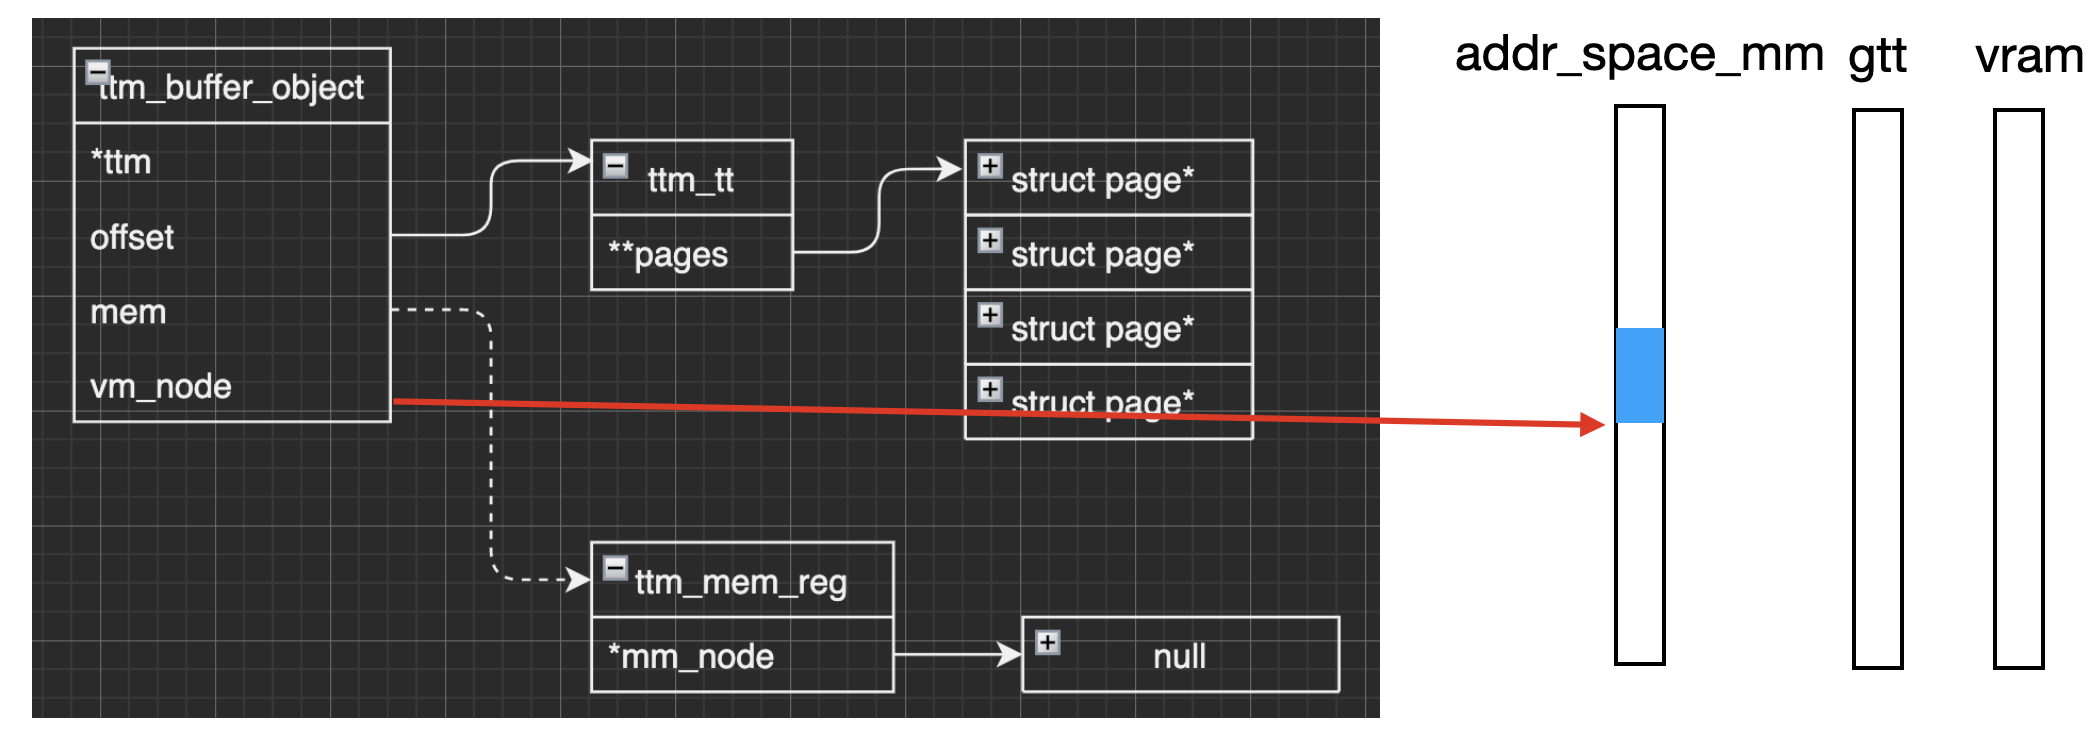 ttm_buffer_object
*ttm
offset
mem
vm_node
ttm_tt
**pages
struct page*
struct page*
struct page*
struct page*
ttm_mem_reg
*mm_node
null
addr_space_mm
gtt
vram